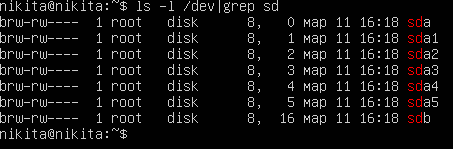 nikita@nikita:~$ ls -l /dev|grep sd
brw-rw---- 1 root disk 8, 0 мар 11 16:18 sda
brw-rw---- 1 root disk 8, 1 мар 11 16:18 sda1
brw-rw---- 1 root disk 8, 2 мар 11 16:18 sda2
brw-rw---- 1 root disk 8, 3 мар 11 16:18 sda3
brw-rw---- 1 root disk 8, 4 мар 11 16:18 sda4
brw-rw---- 1 root disk 8, 5 мар 11 16:18 sda5
brw-rw---- 1 root disk 8, 16 мар 11 16:18 sdb
nikita@nikita:~$